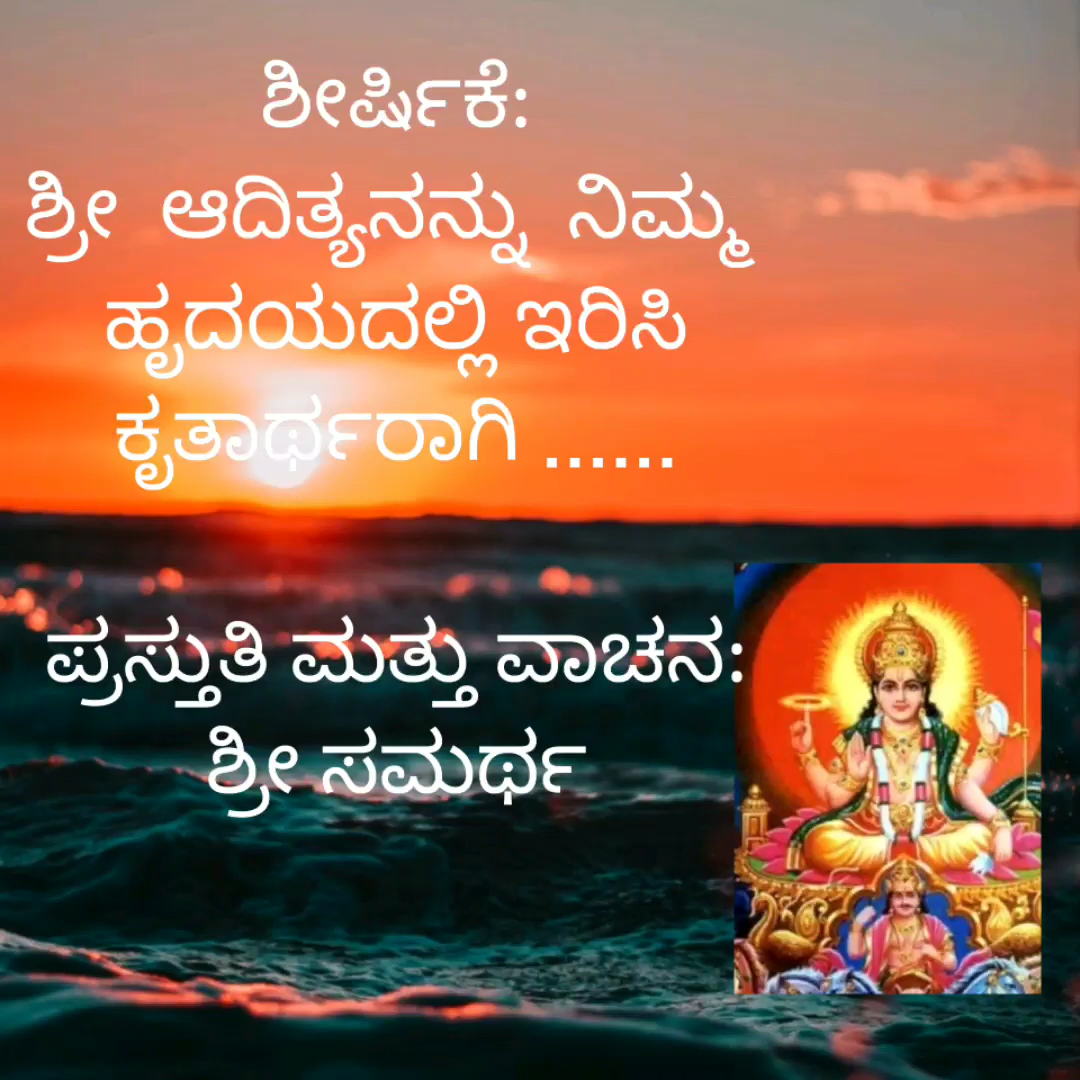 ಶೀರ್ಷಿಕೆ:
ಶ್ರೀ ಆದಿತ್ಯನನ್ನು ನಿಮ್ಮ
ಹೃದಯದಲ್ಲಿ ಇರಿಸಿ
ಕೃತಾರ್ಥರಾಗಿ ......
ಪ್ರಸ್ತುತಿ ಮತ್ತು ವಾಚನ:
ಶ್ರೀ ಸಮರ್ಥ